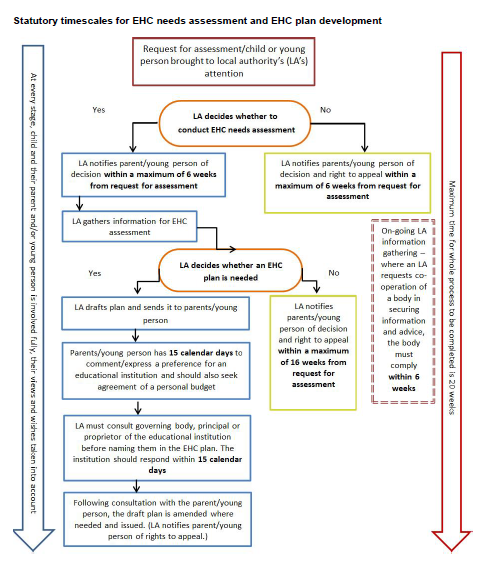 Statutory timescales for EHC needs assessment and EHC plan development
Request for assessment/child or young
person brought to local authority's (LA's)
attention
Yes
LA decides whether to
conduct EHC needs assessment
No
LA notifies parent/young person of
decision within a maximum of 6 weeks
from request for assessment
LA notifies parents/young person of
decision and right to appeal within a
maximum of 6 weeks from request for
assessment
LA gathers information for EHC
assessment
Yes
LA decides whether an EHC
plan is needed
No
On-going LA
information
gathering –
where an LA
requests co-
operation of
a body in
securing
information
and advice,
the body
must
comply
within 6
weeks
LA drafts plan and sends it to parents/young
person
LA notifies
parents/young
person of decision
and right to appeal
within a maximum
of 16 weeks from
request for
assessment
Parents/young person has 15 calendar days to
comment/express a preference for an
educational institution and should also seek
agreement of a personal budget
LA must consult governing body, principal or
proprietor of the educational institution
before naming them in the EHC plan. The
institution should respond within 15 calendar
days
Following consultation with the parent/young
person, the draft plan is amended where
needed and issued. (LA notifies parent/young
person of rights to appeal.)
At every stage, child and their parent and/or young person is involved fully, their views and wishes taken into account
Maximum time for whole process to be completed is 20 weeks